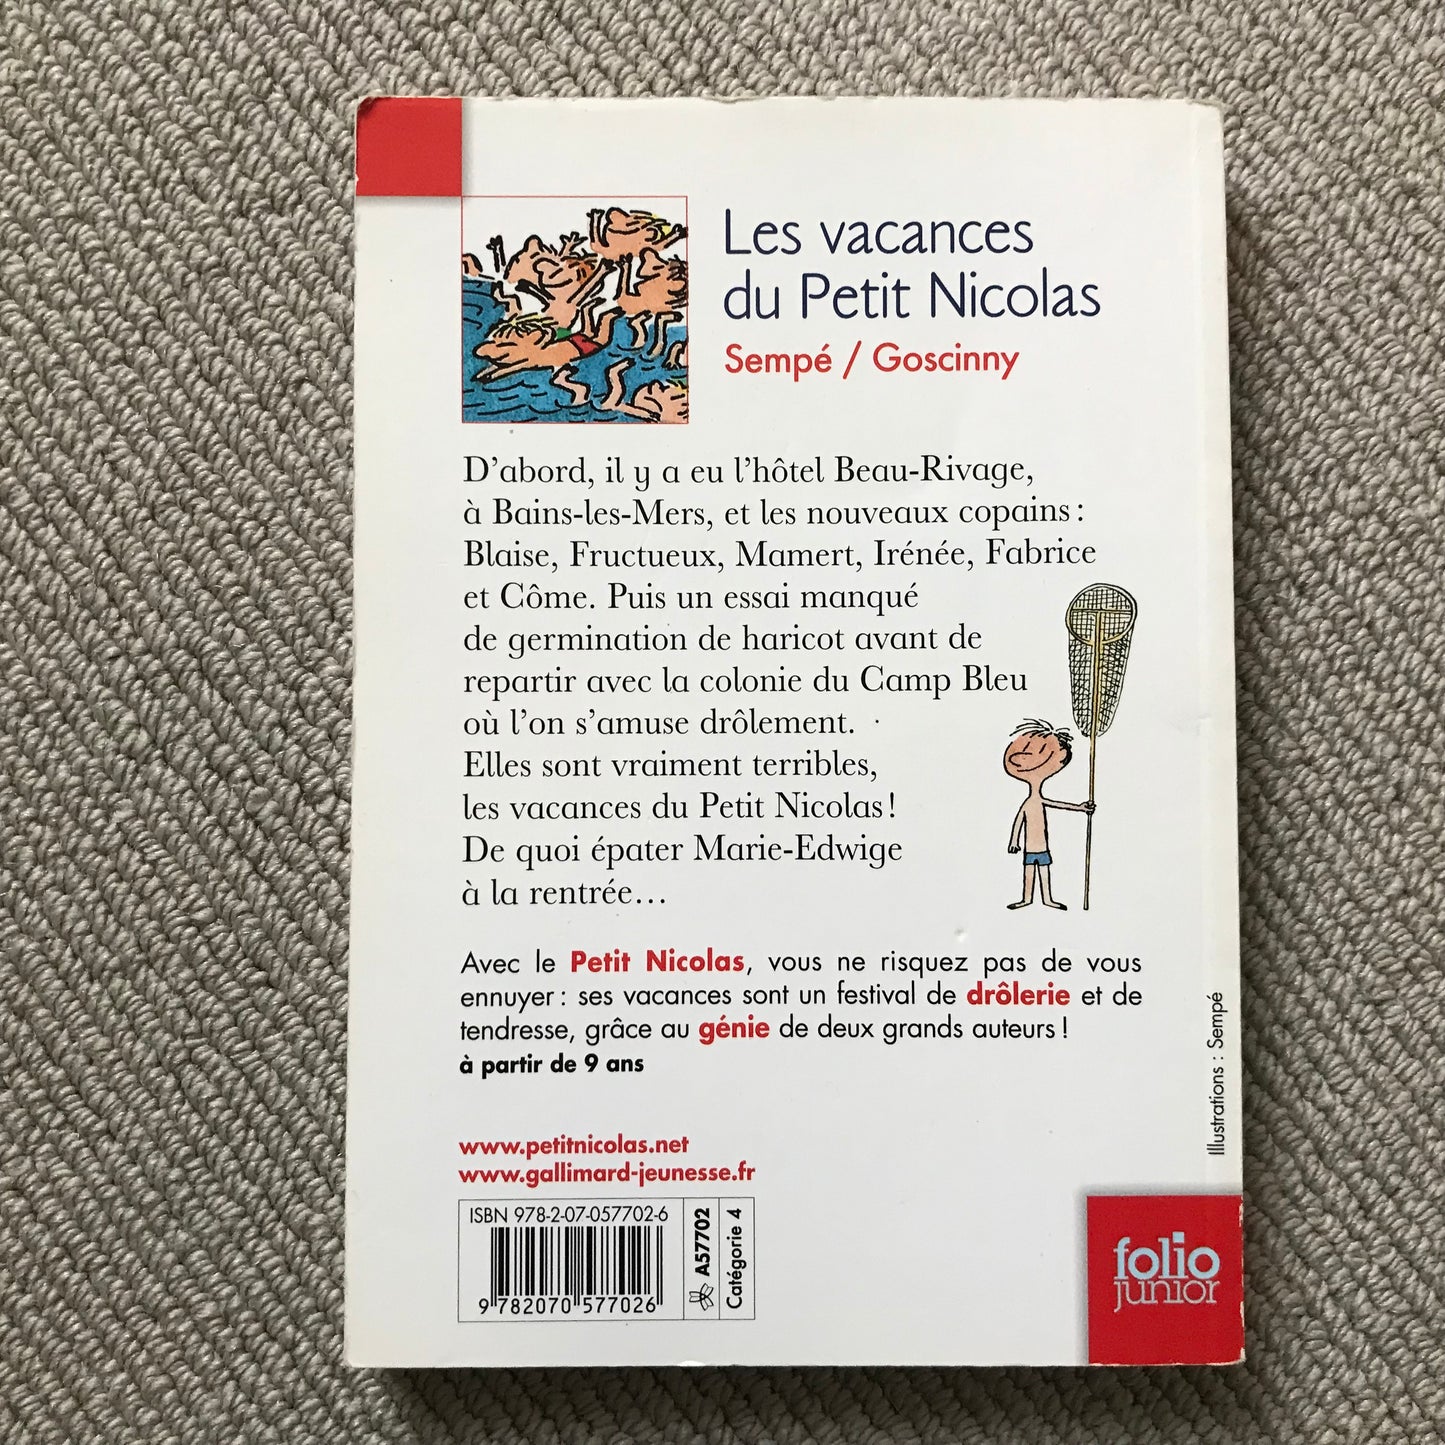 Les vacances
du Petit Nicolas
Sempé / Goscinny
D'abord, il y a eu l'hôtel Beau-Rivage,
à Bains-les-Mers, et les nouveaux copains :
Blaise, Fructueux, Mamert, Irénée, Fabrice
et Côme. Puis un essai manqué
de germination de haricot avant de
repartir avec la colonie du Camp Bleu
où l'on s'amuse drôlement.
Elles sont vraiment terribles,
les vacances du Petit Nicolas !
De quoi épater Marie-Edwige
à la rentrée...
Avec le Petit Nicolas, vous ne risquez pas de vous
ennuyer : ses vacances sont un festival de drôlerie et de
tendresse, grâce au génie de deux grands auteurs !
à partir de 9 ans
Illustrations : Sempé
www.petitnicolas.net
www.gallimard-jeunesse.fr
ISBN 978-2-07-057702-6
9 782070 577026
A57702
Catégorie 4
folio
junior